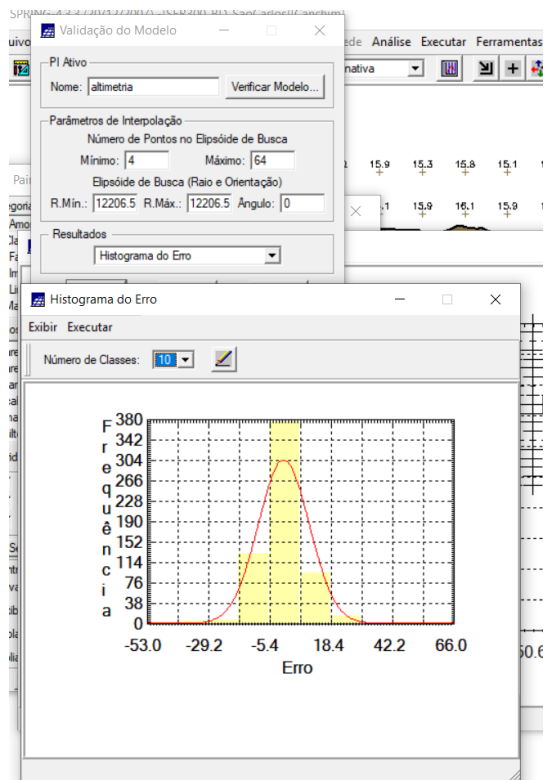 Validação do Modelo
ede Análise Executar Ferramentas
PI Ativo
Nome: altimetria Verificar Modelo...
nativa
Parâmetros de Interpolação
Número de Pontos no Elipsóide de Busca
Mínimo: 4 Máximo: 64
Elipsóide de Busca (Raio e Orientação)
R.Mín.: 12206.5 R.Máx.: 12206.5 Angulo: 0
15.9 15.3 15.8 15.1
15.9 16.1 15.9
Resultados
Histograma do Erro
Histograma do Erro
Exibir Executar
Número de Classes: 10
Frequência
380
342
304
266
228
190
152
114
76
38
0
-53.0 -29.2 -5.4 18.4 42.2 66.0
Erro
50.6